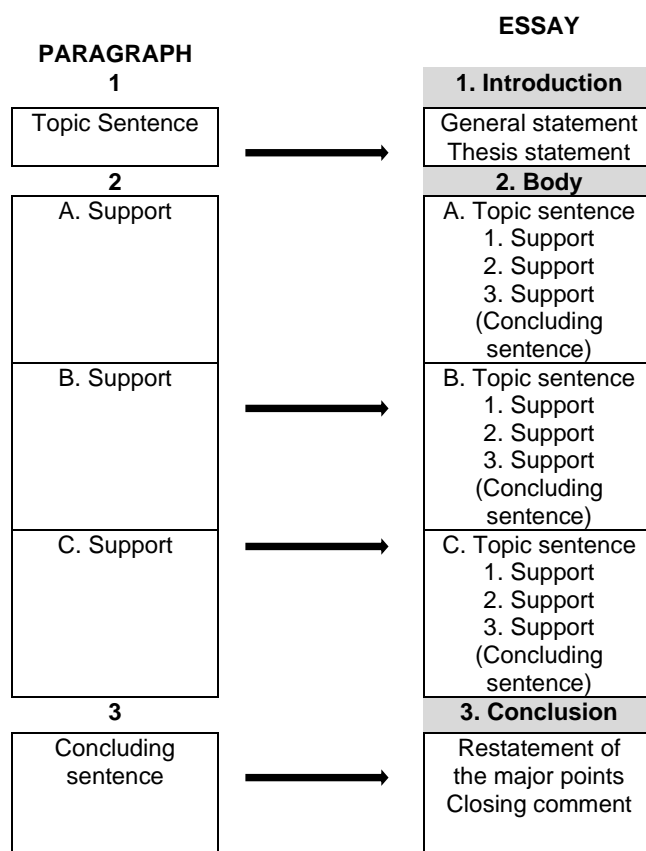 ESSAY
PARAGRAPH
1
1. Introduction
Topic Sentence
General statement
Thesis statement
2
2. Body
A. Support
A. Topic sentence
1. Support
2. Support
3. Support
(Concluding
sentence)
B. Support
B. Topic sentence
1. Support
2. Support
3. Support
(Concluding
sentence)
C. Support
C. Topic sentence
1. Support
2. Support
3. Support
(Concluding
sentence)
3
3. Conclusion
Concluding
sentence
Restatement of
the major points
Closing comment